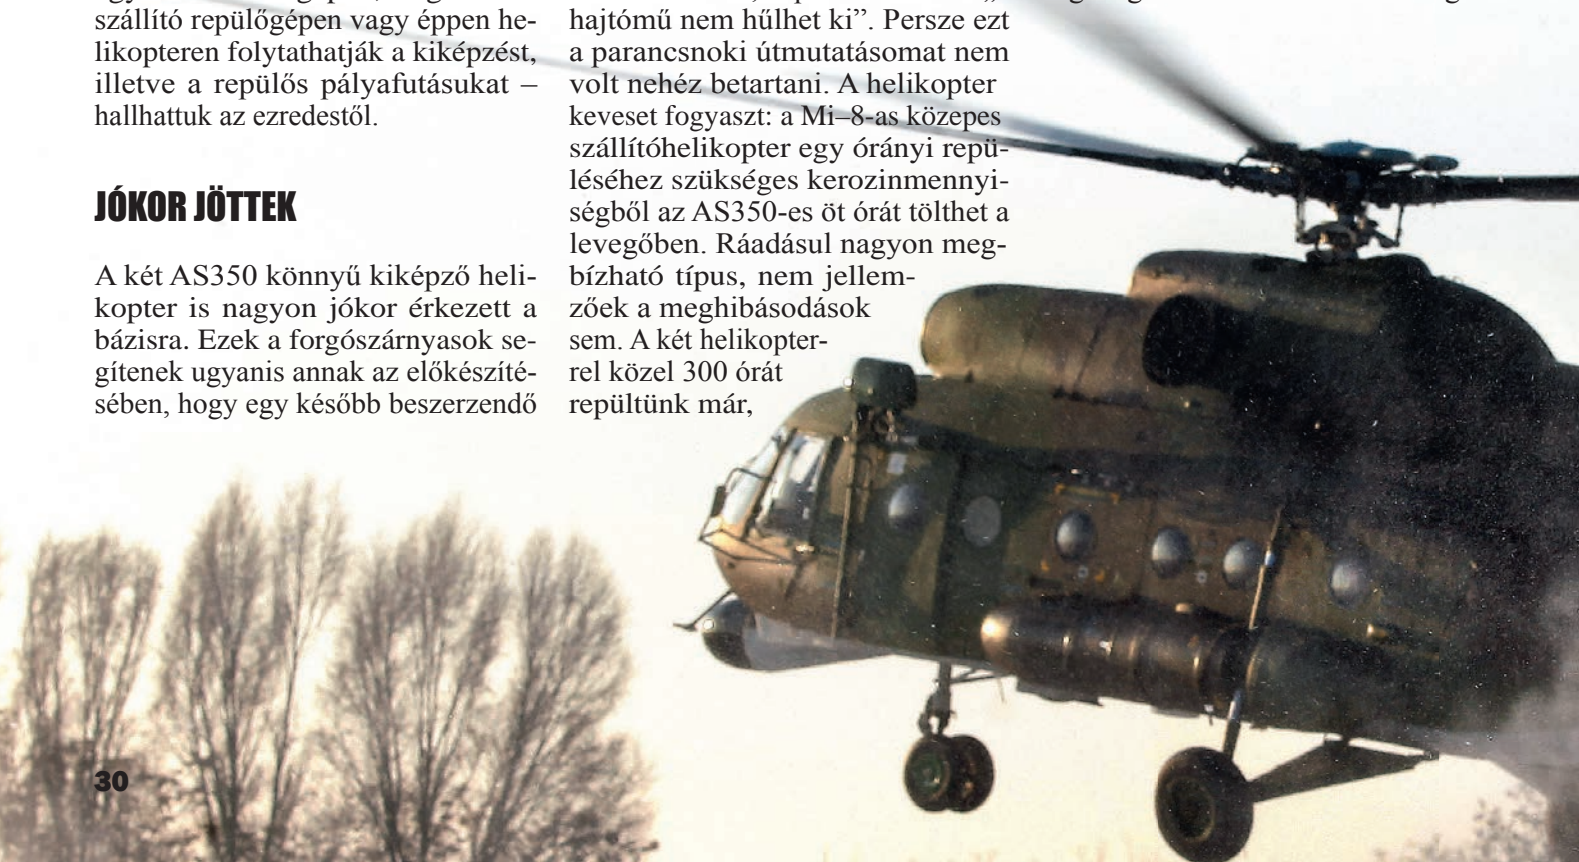 szállító repülőgépen vagy éppen he-
likopteren folytathatják a kiképzést,
illetve a repülős pályafutásukat –
hallhattuk az ezredestől.
JÓKOR JÖTTEK
A két AS350 könnyű kiképző heli-
kopter is nagyon jókor érkezett a
bázisra. Ezek a forgószárnyasok se-
gítenek ugyanis annak az előkészíté-
sében, hogy egy később beszerzendő
hajtómű nem hűlhet ki”. Persze ezt
a parancsnoki útmutatásomat nem
volt nehéz betartani. A helikopter
keveset fogyaszt: a Mi–8-as közepes
szállítóhelikopter egy órányi repü-
léséhez szükséges kerozinmennyi-
ségből az AS350-es öt órát tölthet a
levegőben. Ráadásul nagyon meg-
bízható típus, nem jellem-
zőek a meghibásodások
sem. A két helikopter-
rel közel 300 órát
repültünk már,
30